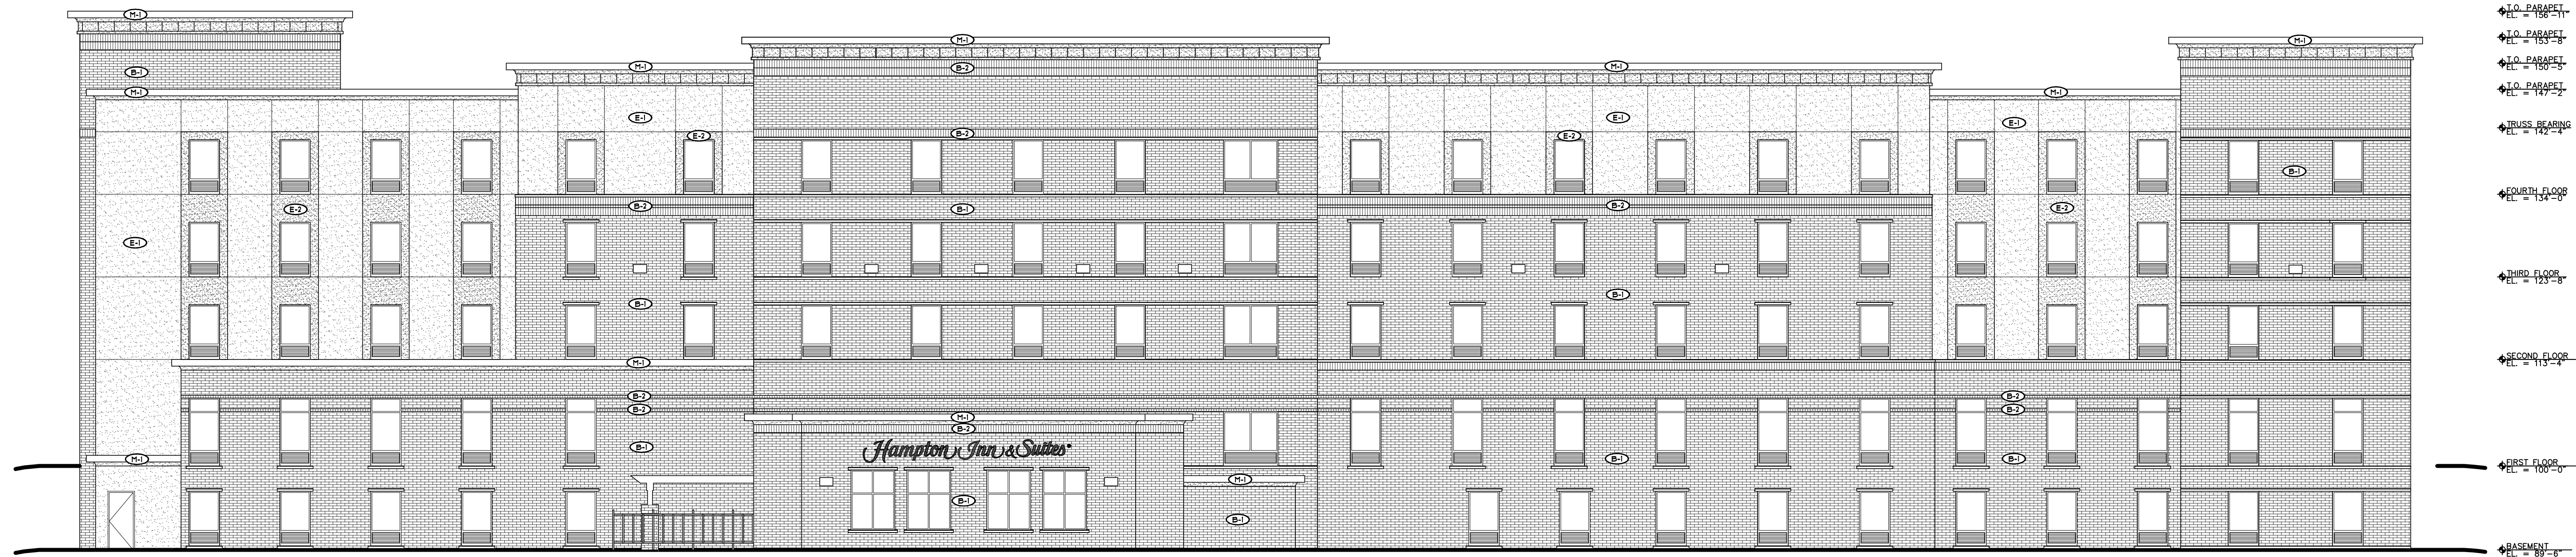 M-1
T.O. PARAPET
EL. = 156'-11"
M-1
M-1
T.O. PARAPET
EL. = 153'-8"
M-1
M-1
T.O. PARAPET
EL. = 150'-5"
B-1
B-2
M-1
M-1
T.O. PARAPET
EL. = 147'-2"
E-1
E-1
E-1
TRUSS BEARING
EL. = 142'-4"
E-2
B-2
E-2
B-1
FOURTH FLOOR
EL. = 134'-0"
E-2
B-2
B-1
B-2
E-2
E-1
THIRD FLOOR
EL. = 123'-8"
B-1
B-1
SECOND FLOOR
EL. = 113'-4"
M-1
B-2
B-2
B-2
B-2
M-1
B-2
B-1
Hampton Inn & Suites
M-1
B-1
B-1
FIRST FLOOR
EL. = 100'-0"
M-1
B-1
B-1
BASEMENT
EL. = 89'-6"